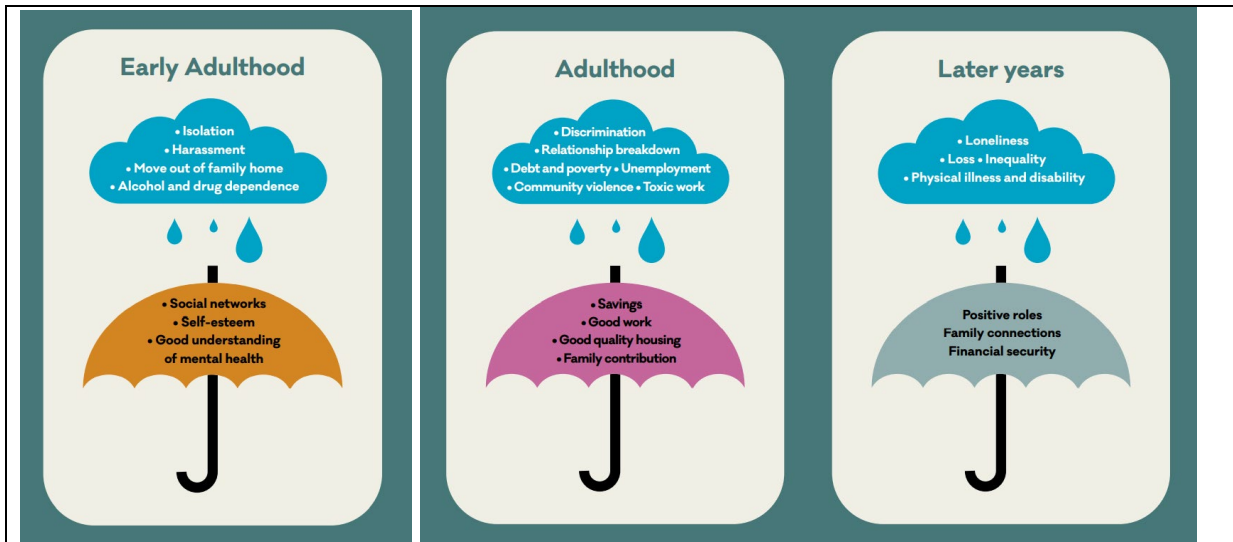 Early Adulthood
• Isolation
• Harassment
• Move out of family home
• Alcohol and drug dependence
• Social networks
• Self-esteem
• Good understanding
of mental health
Adulthood
• Discrimination
• Relationship breakdown
• Debt and poverty • Unemployment
• Community violence • Toxic work
• Savings
• Good work
• Good quality housing
• Family contribution
Later years
• Loneliness
• Loss • Inequality
• Physical illness and disability
Positive roles
Family connections
Financial security